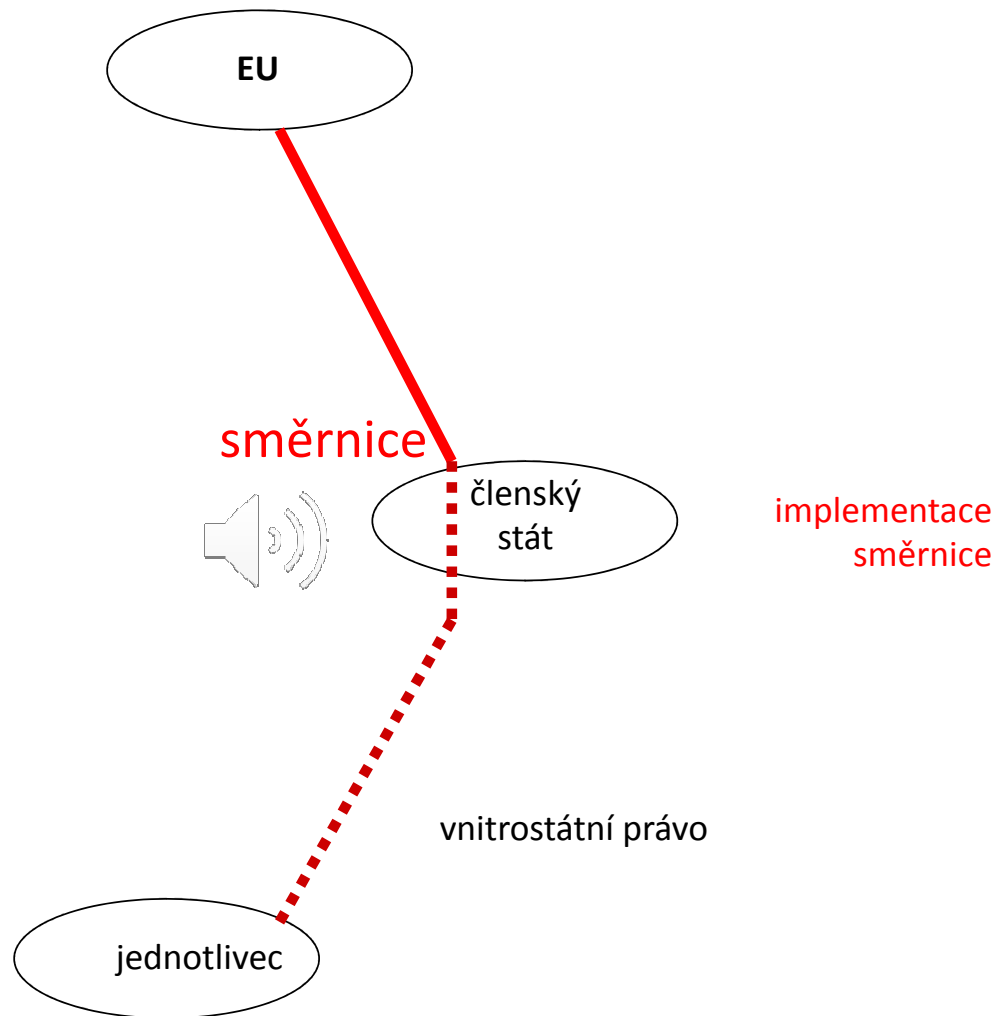 EU
směrnice
členský
stát
implementace
směrnice
vnitrostátní právo
jednotlivec